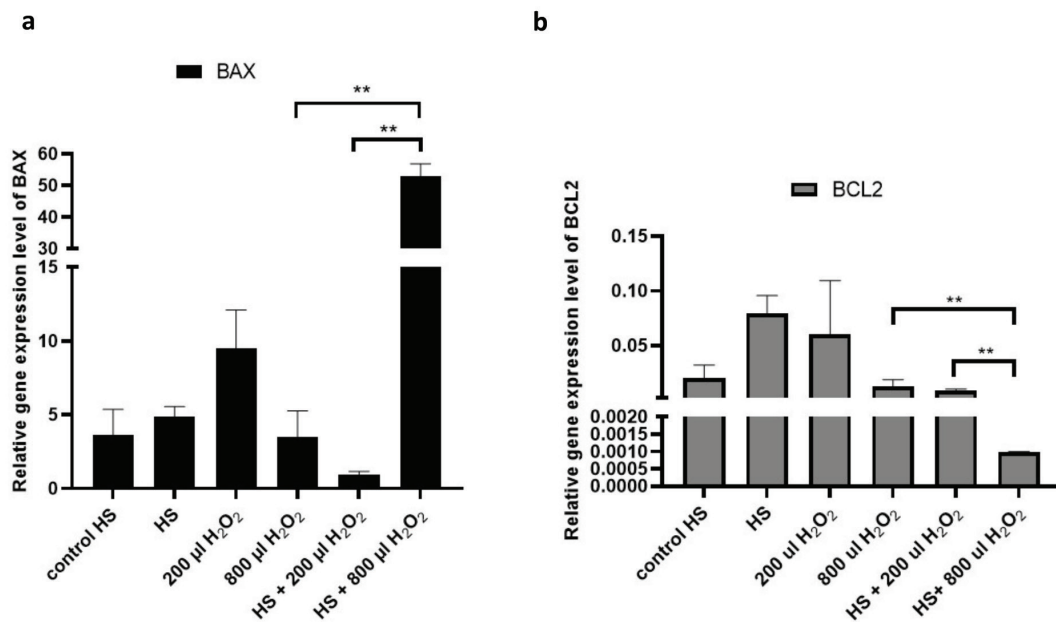 a
BAX
**
**
Relative gene expression level of BAX
60
50
40
30
15
10
5
0
control HS
HS
200 µl H₂O₂
800 µl H₂O₂
HS + 200 µl H₂O₂
HS + 800 µl H₂O₂
b
BCL2
**
**
Relative gene expression level of BCL2
0.15
0.10
0.05
0.0020
0.0015
0.0010
0.0005
0.0000
control HS
HS
200 ul H₂O₂
800 ul H₂O₂
HS + 200 ul H₂O₂
HS+ 800 ul H₂O₂